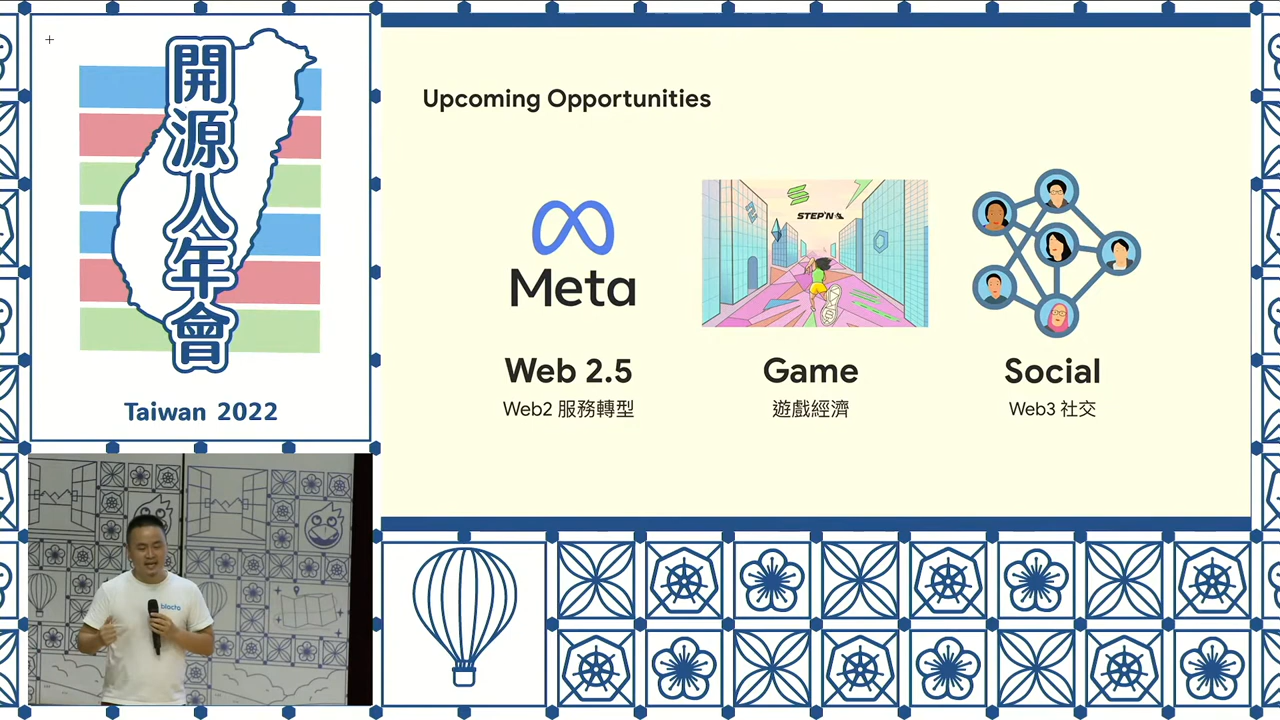 開源人年會
Taiwan 2022
Upcoming Opportunities
Meta
STEP'N
Web 2.5
Web2 服務轉型
Game
遊戲經濟
Social
Web3 社交
blocto